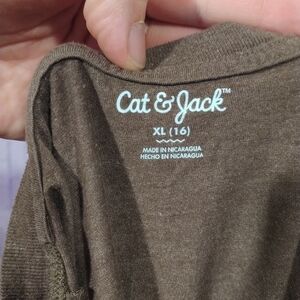 Cat & Jack™
XL (16)
MADE IN NICARAGUA
HECHO EN NICARAGUA